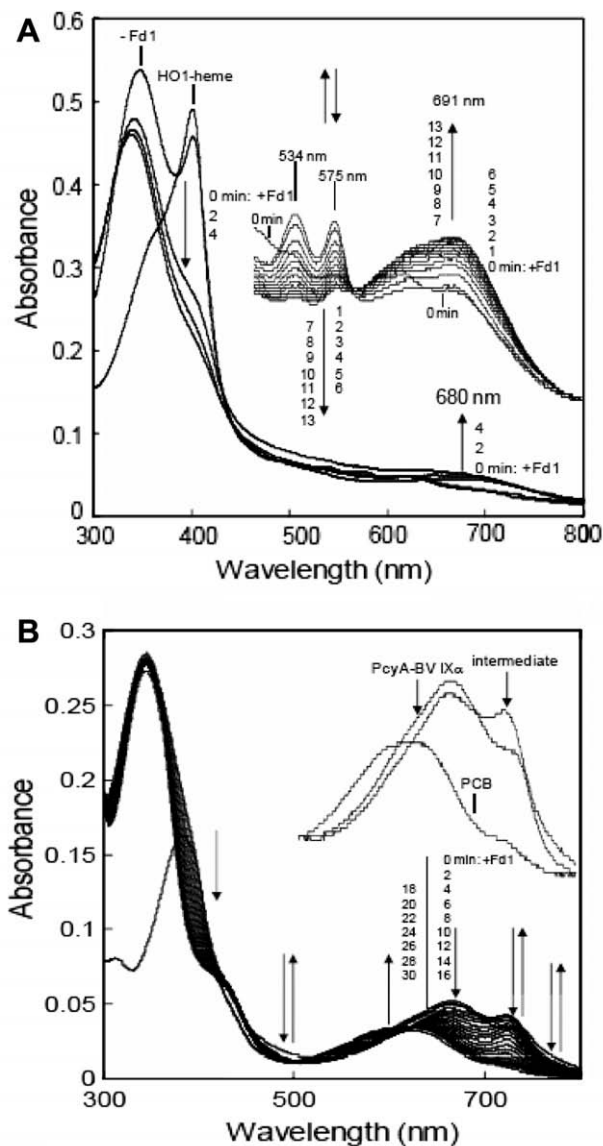 A
0.6
- Fd1
HO1-heme
0.5
691 nm
13
12
11
10
9
8
7
6
5
4
3
2
1
0 min: +Fd1
534 nm
575 nm
0 min: +Fd1
2
4
0 min
0.4
Absorbance
0.3
0 min
7
8
9
10
11
12
13
1
2
3
4
5
6
0.2
680 nm
4
2
0 min: +Fd1
0.1
0
300 400 500 600 700 800
Wavelength (nm)
B
0.3
PcyA-BV IXα
intermediate
0.25
PCB
0.2
Absorbance
0 min: +Fd1
18 2
20 4
22 6
24 8
26 10
28 12
30 14
16
0.15
0.1
0.05
0
300 500 700
Wavelength (nm)